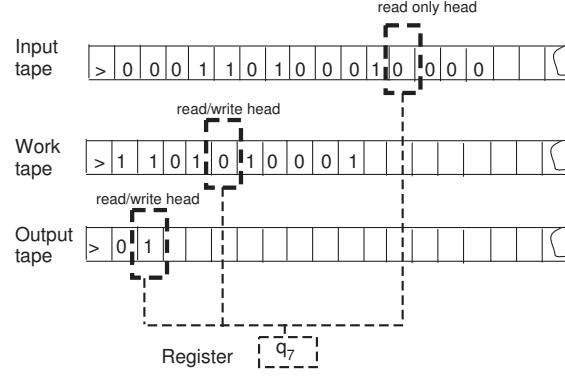 read only head
Input tape
> 0 0 0 1 1 0 1 0 0 0 1 0 0 0 0
read/write head
Work tape
> 1 1 0 1 0 1 0 0 0 1
read/write head
Output tape
> 0 1
Register q7